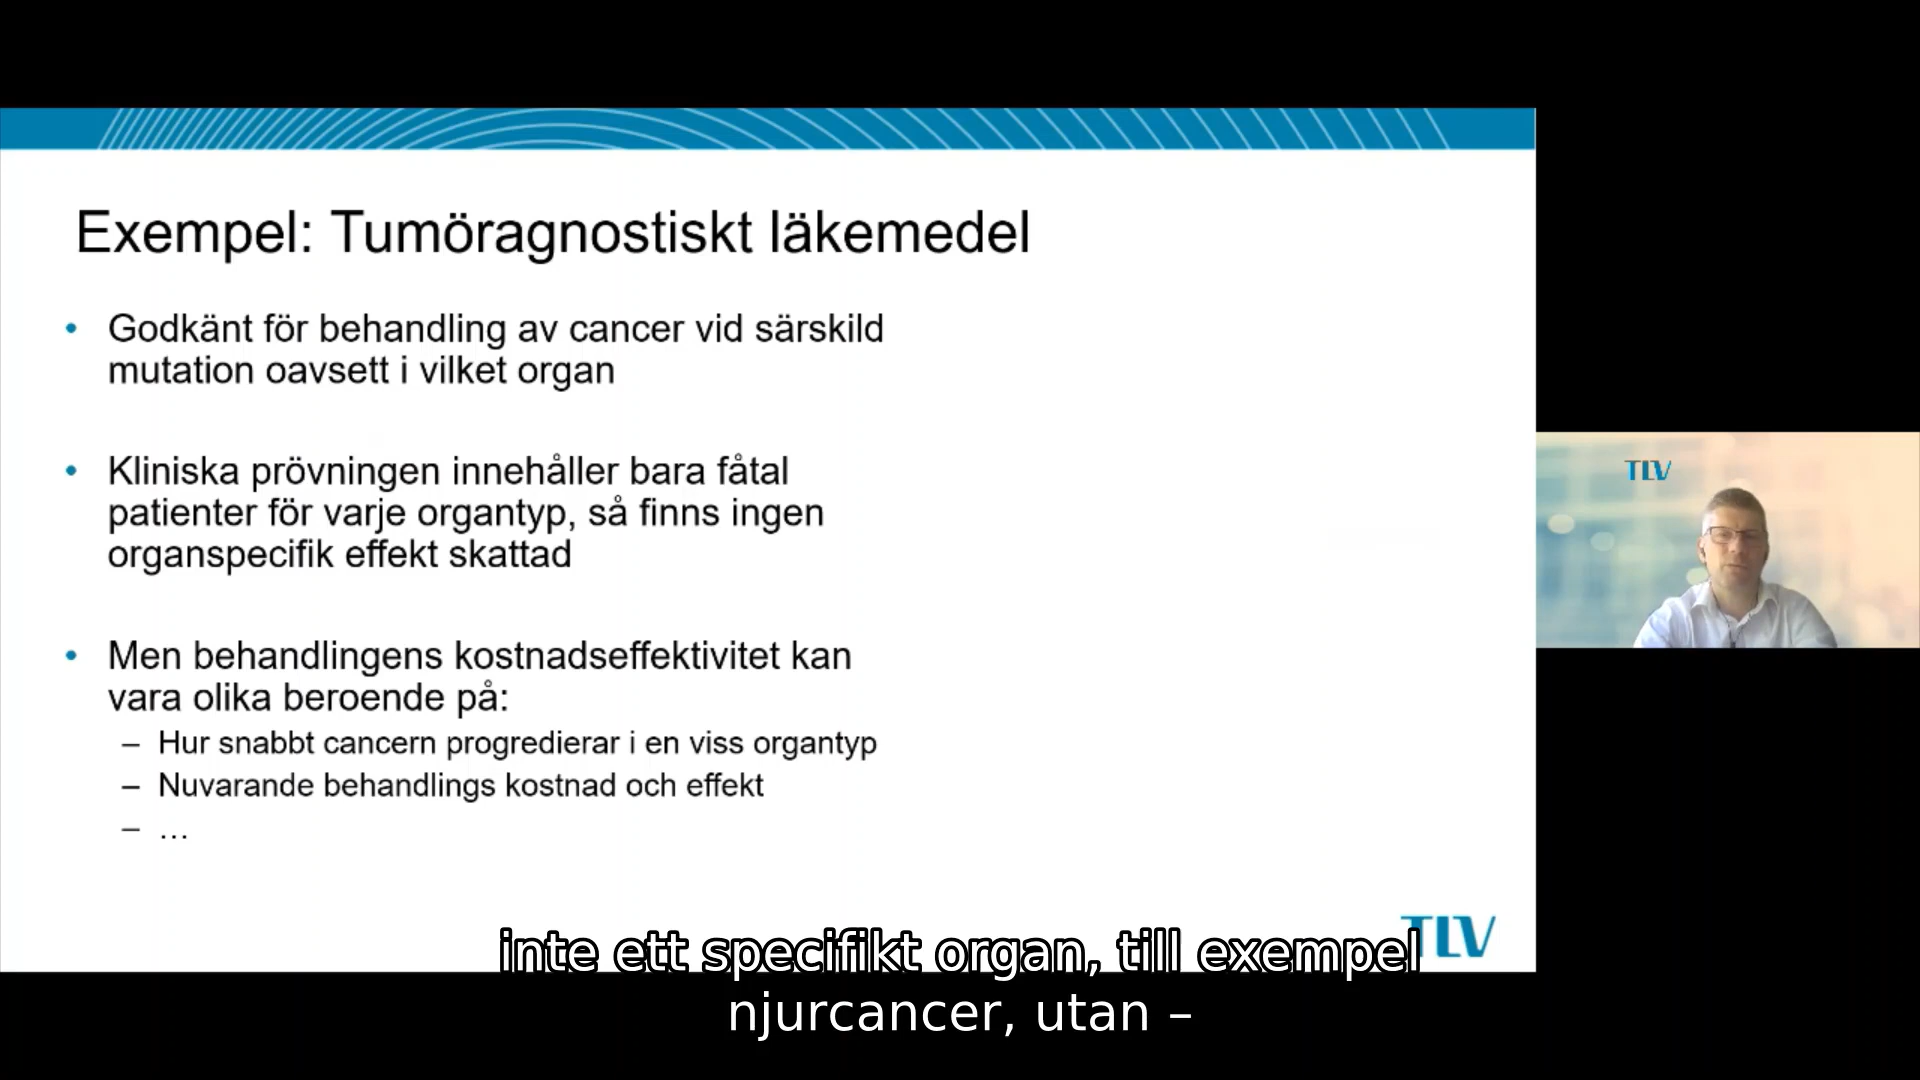 Exempel: Tumöragnostiskt läkemedel
• Godkänt för behandling av cancer vid särskild
mutation oavsett i vilket organ
• Kliniska prövningen innehåller bara fåtal
patienter för varje organtyp, så finns ingen
organspecifik effekt skattad
• Men behandlingens kostnadseffektivitet kan
vara olika beroende på:
– Hur snabbt cancern progredierar i en viss organtyp
– Nuvarande behandlings kostnad och effekt
– …
TLV
TLV
inte ett specifikt organ, till exempel
njurcancer, utan –